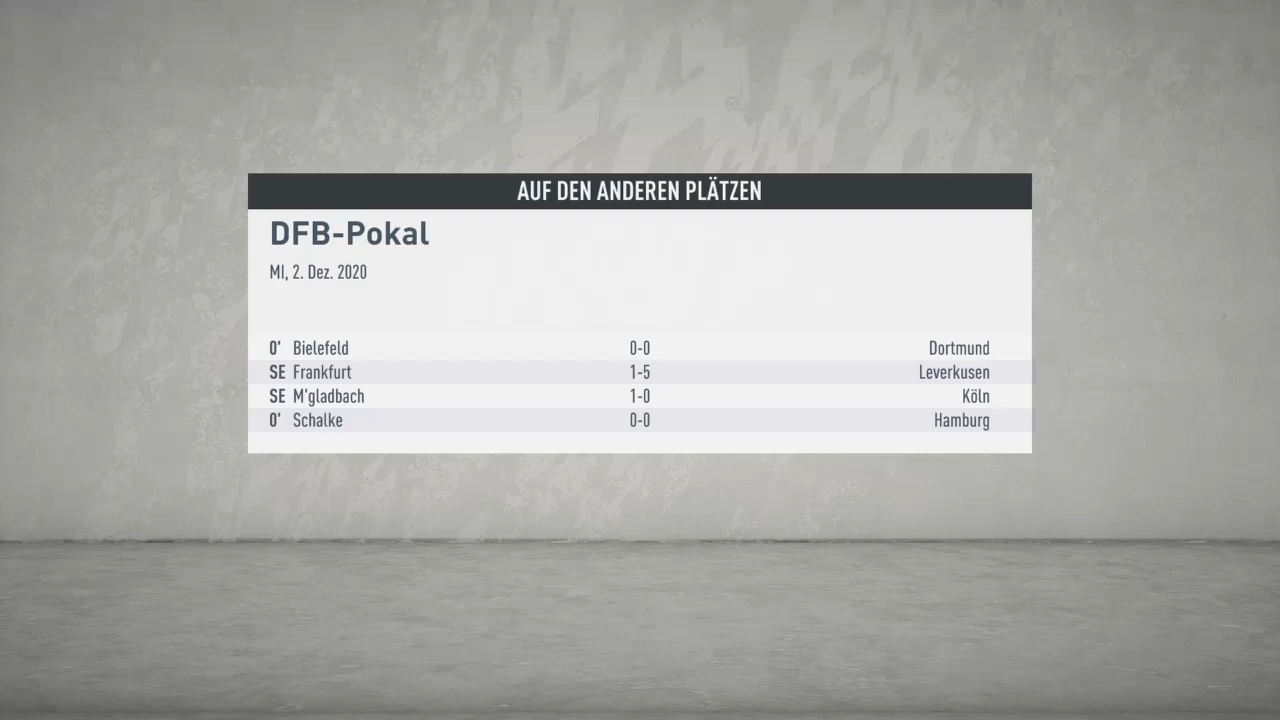 AUF DEN ANDEREN PLÄTZEN
DFB-Pokal
MI, 2. Dez. 2020
0' Bielefeld 0-0 Dortmund
SE Frankfurt 1-5 Leverkusen
SE M'gladbach 1-0 Köln
0' Schalke 0-0 Hamburg